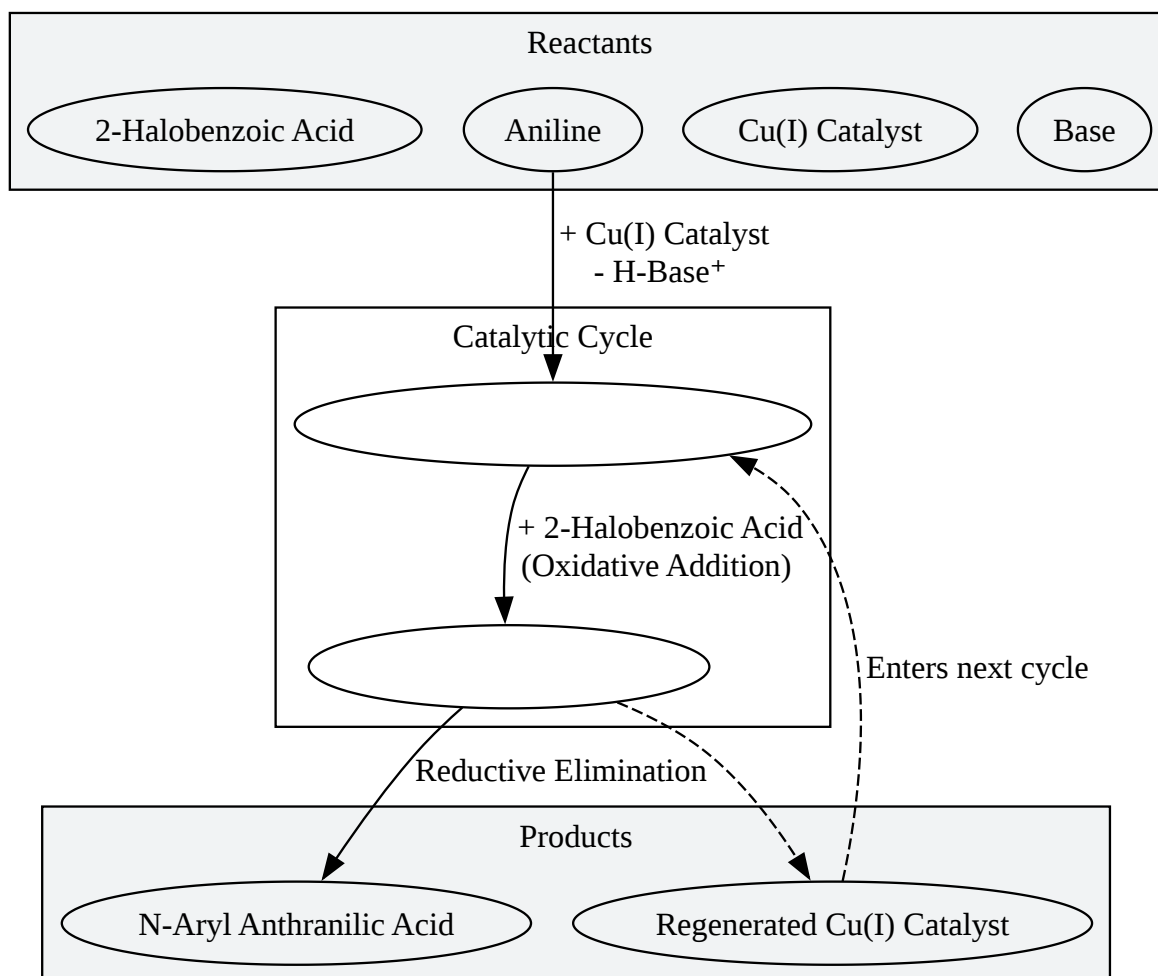 Reactants
2-Halobenzoic Acid
Aniline
Cu(I) Catalyst
Base
+ Cu(I) Catalyst
- H-Base⁺
Catalytic Cycle
+ 2-Halobenzoic Acid
(Oxidative Addition)
Enters next cycle
Reductive Elimination
Products
N-Aryl Anthranilic Acid
Regenerated Cu(I) Catalyst